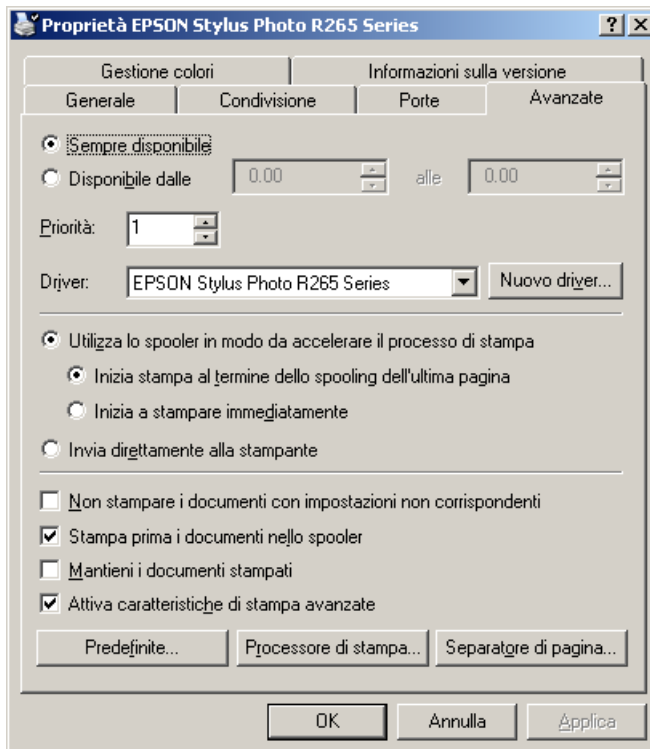 Proprietà EPSON Stylus Photo R265 Series
Gestione colori Informazioni sulla versione
Generale Condivisione Porte Avanzate
Sempre disponibile
Disponibile dalle 0.00 alle 0.00
Priorità: 1
Driver: EPSON Stylus Photo R265 Series Nuovo driver...
Utilizza lo spooler in modo da accelerare il processo di stampa
Inizia stampa al termine dello spooling dell'ultima pagina
Inizia a stampare immediatamente
Invia direttamente alla stampante
Non stampare i documenti con impostazioni non corrispondenti
Stampa prima i documenti nello spooler
Mantieni i documenti stampati
Attiva caratteristiche di stampa avanzate
Predefinite... Processore di stampa... Separatore di pagina...
OK Annulla Applica